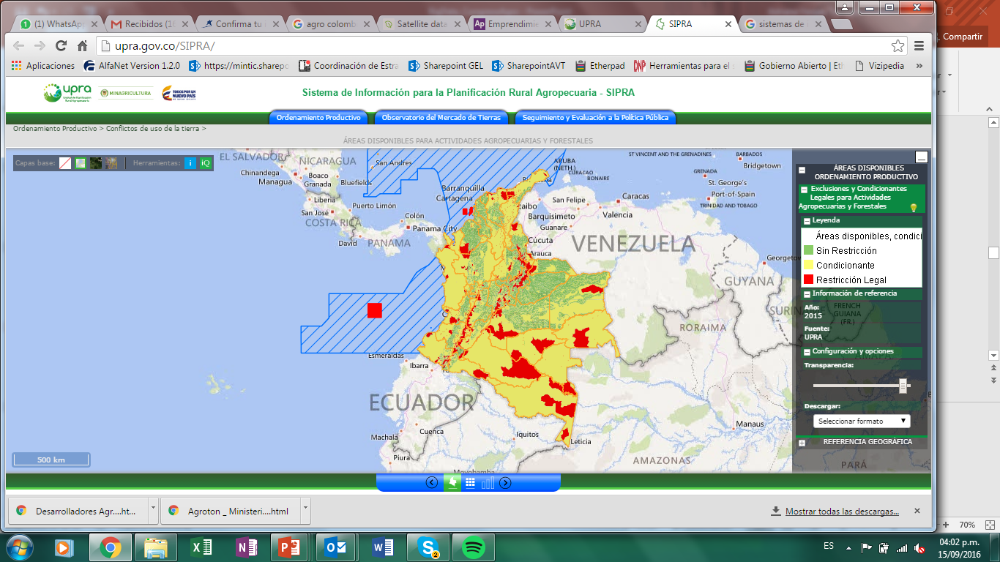 (1) WhatsApp
Recibidos (16
Confirma tu
agro colomb
Satellite data
Emprendimie
UPRA
SIPRA
sistemas de
Compartir
upra.gov.co/SIPRA/
Aplicaciones
AlfaNet Version 1.2.0
https://mintic.sharepo
Coordinación de Estra
Sharepoint GEL
SharepointAVT
Etherpad
Herramientas para el
Gobierno Abierto | Eth
Vizipedia
»
upra
MINAGRICULTURA
TODOS POR UN
NUEVO PAÍS
Sistema de Información para la Planificación Rural Agropecuaria - SIPRA
Ordenamiento Productivo
Observatorio del Mercado de Tierras
Seguimiento y Evaluación a la Política Pública
Ordenamiento Productivo > Conflictos de uso de la tierra >
ÁREAS DISPONIBLES PARA ACTIVIDADES AGROPECUARIAS Y FORESTALES
Capas base:
Herramientas:
i
iQ
EL SALVADOR
NICARAGUA
San Andres
Chinandega
Boaco
Managua
Granada
Bluefields
Liberia
Puerto Limón
San José
COSTA RICA
Colón
Panama City
David
PANAMA
Barranquilla
Cartagena
ARUBA
(NETH.)
CURACAO
BONAIRE
ST VINCENT AND THE GRENADINES
BARBADOS
Bridgetown
GRENADA
St. George's
Port-of-Spain
TRINIDAD AND TOBAGO
San Felipe
Caracas
Barquisimeto
Valencia
Guanare
Cúcuta
Arauca
VENEZUELA
Georgetow
GUYANA
SURIN
FRENCH
GUIANA
(FR.)
RORAIMA
AMAPA
Esmeraldas
Ibarra
ECUADOR
Cuenca
Machala
Piura
Iquitos
Leticia
Moyobamba
Manaus
AMAZONAS
PARÁ
500 km
ÁREAS DISPONIBLES
ORDENAMIENTO PRODUCTIVO
Exclusiones y Condicionantes
Legales para Actividades
Agropecuarias y Forestales
Leyenda
Áreas disponibles, condici
Sin Restricción
Condicionante
Restricción Legal
Información de referencia
Año:
2015
Fuente:
UPRA
Configuración y opciones
Transparencia:
Descargar:
Seleccionar formato
REFERENCIA GEOGRÁFICA
Desarrolladores Agr....ht...
Agroton _ Ministeri....html
Mostrar todas las descargas...
70%
ES
04:02 p.m.
15/09/2016